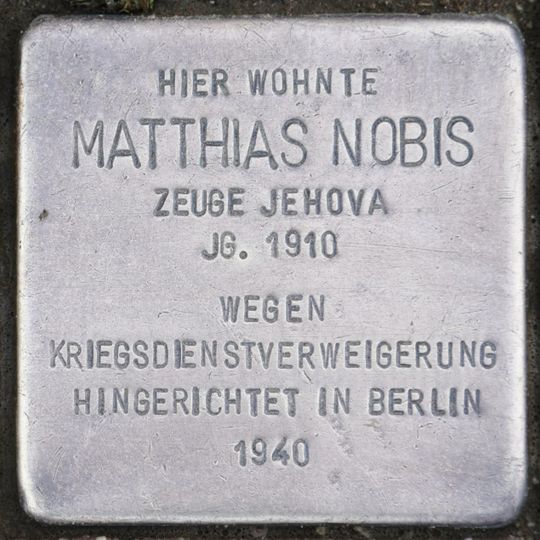 HIER WOHNTE
MATTHIAS NOBIS
ZEUGE JEHOVA
JG. 1910
WEGEN
KRIEGSDIENSTVERWEIGERUNG
HINGERICHTET IN BERLIN
1940